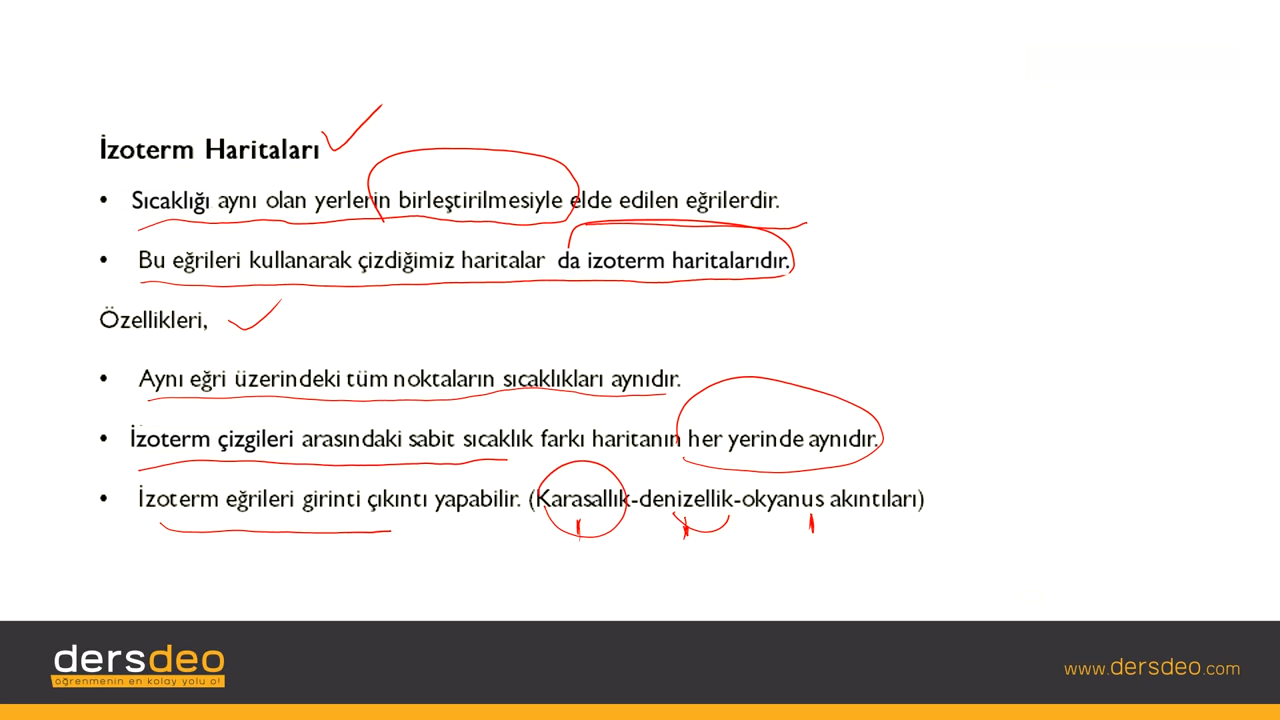 İzoterm Haritaları
• Sıcaklığı aynı olan yerlerin birleştirilmesiyle elde edilen eğrilerdir.
• Bu eğrileri kullanarak çizdiğimiz haritalar da izoterm haritalarıdır.
Özellikleri,
• Aynı eğri üzerindeki tüm noktaların sıcaklıkları aynıdır.
• İzoterm çizgileri arasındaki sabit sıcaklık farkı haritanın her yerinde aynıdır.
• İzoterm eğrileri girinti çıkıntı yapabilir. (Karasallık-denizellik-okyanus akıntıları)
dersdeo
öğrenmenin en kolay yolu o!
www.dersdeo.com